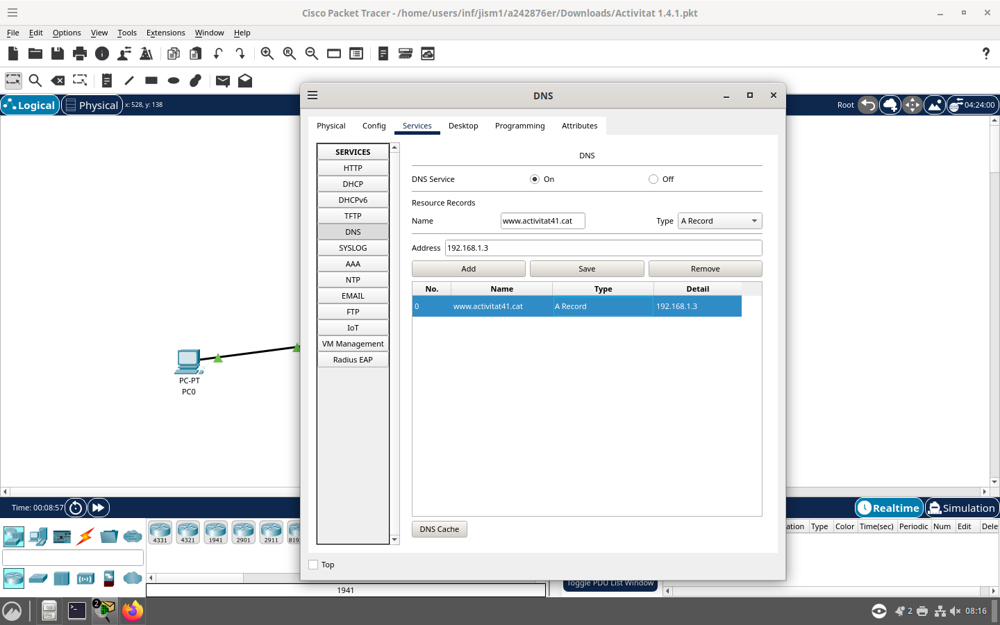 Cisco Packet Tracer - /home/users/inf/jism1/a242876er/Downloads/Activitat 1.4.1.pkt
File Edit Options View Tools Extensions Window Help
Logical Physical x: 528, y: 138 Root 04:24:00
DNS
Physical Config Services Desktop Programming Attributes
SERVICES
HTTP
DHCP
DHCPv6
TFTP
DNS
SYSLOG
AAA
NTP
EMAIL
FTP
IoT
VM Management
Radius EAP
DNS
DNS Service On Off
Resource Records
Name www.activitat41.cat Type A Record
Address 192.168.1.3
Add Save Remove
No. Name Type Detail
0 www.activitat41.cat A Record 192.168.1.3
DNS Cache
Top
PC-PT
PC0
Time: 00:08:57 Realtime Simulation
4331 4321 1941 2901 2911 819
ation Type Color Time(sec) Periodic Num Edit Dele
Toggle PDU List Window
1941
2 2 08:16